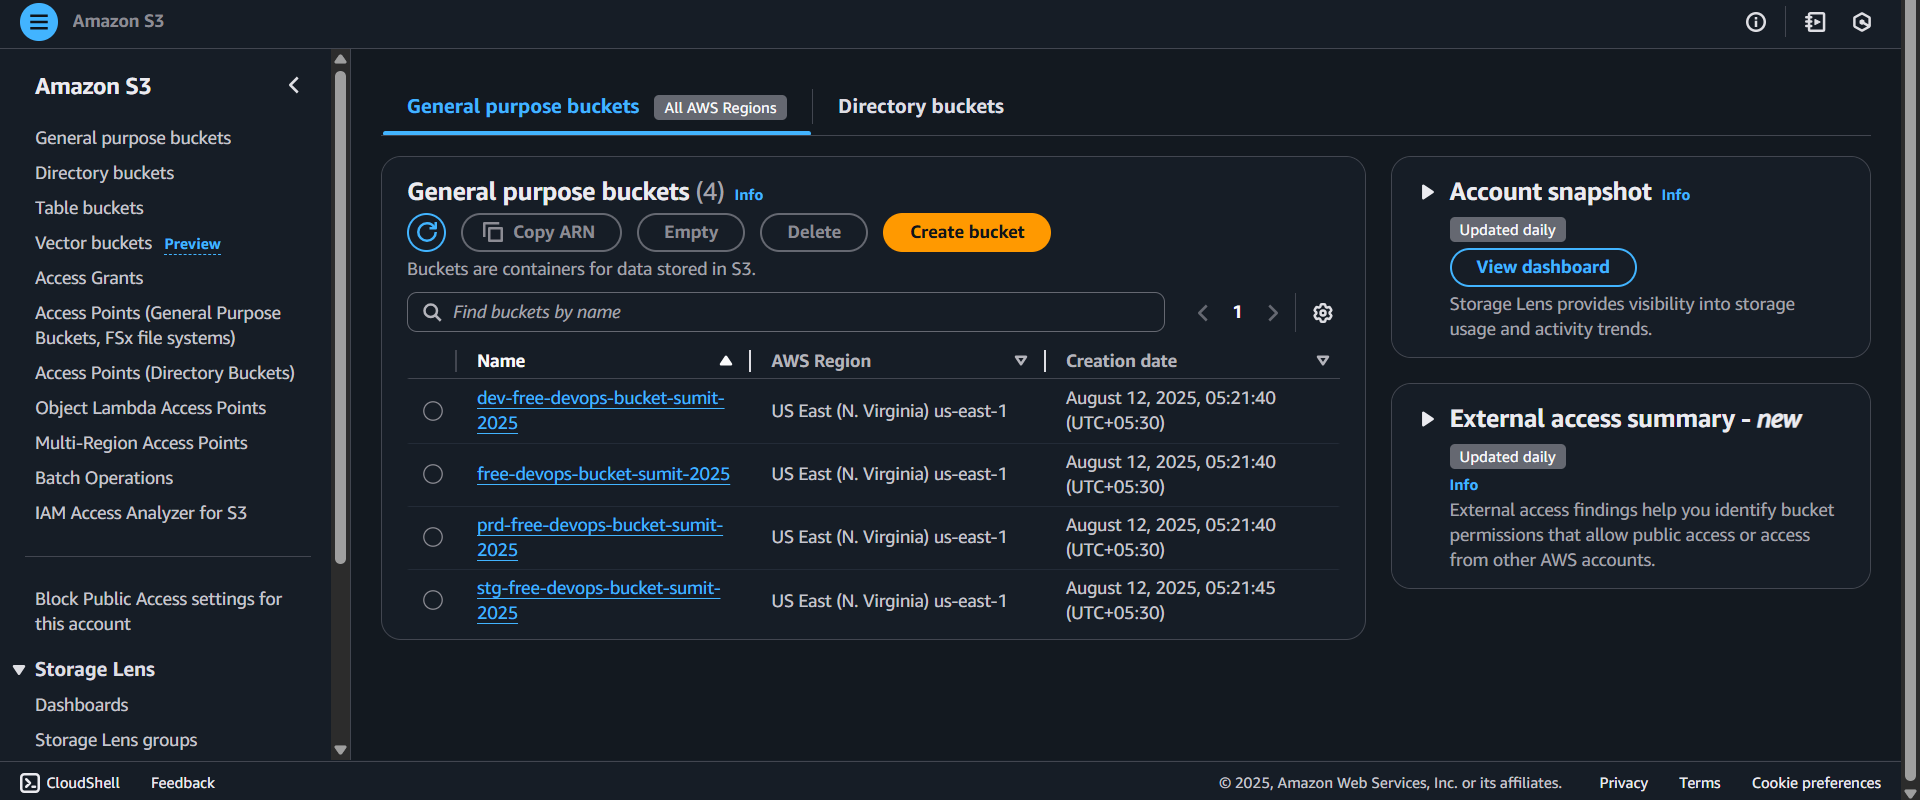 Amazon S3
Amazon S3
General purpose buckets
Directory buckets
Table buckets
Vector buckets Preview
Access Grants
Access Points (General Purpose
Buckets, FSx file systems)
Access Points (Directory Buckets)
Object Lambda Access Points
Multi-Region Access Points
Batch Operations
IAM Access Analyzer for S3
Block Public Access settings for
this account
Storage Lens
Dashboards
Storage Lens groups
General purpose buckets All AWS Regions
Directory buckets
General purpose buckets (4) Info
Copy ARN Empty Delete Create bucket
Buckets are containers for data stored in S3.
Find buckets by name
1
Name AWS Region Creation date
dev-free-devops-bucket-sumit-
2025
US East (N. Virginia) us-east-1
August 12, 2025, 05:21:40
(UTC+05:30)
free-devops-bucket-sumit-2025
US East (N. Virginia) us-east-1
August 12, 2025, 05:21:40
(UTC+05:30)
prd-free-devops-bucket-sumit-
2025
US East (N. Virginia) us-east-1
August 12, 2025, 05:21:40
(UTC+05:30)
stg-free-devops-bucket-sumit-
2025
US East (N. Virginia) us-east-1
August 12, 2025, 05:21:45
(UTC+05:30)
Account snapshot Info
Updated daily
View dashboard
Storage Lens provides visibility into storage
usage and activity trends.
External access summary - new
Updated daily
Info
External access findings help you identify bucket
permissions that allow public access or access
from other AWS accounts.
CloudShell Feedback
© 2025, Amazon Web Services, Inc. or its affiliates. Privacy Terms Cookie preferences